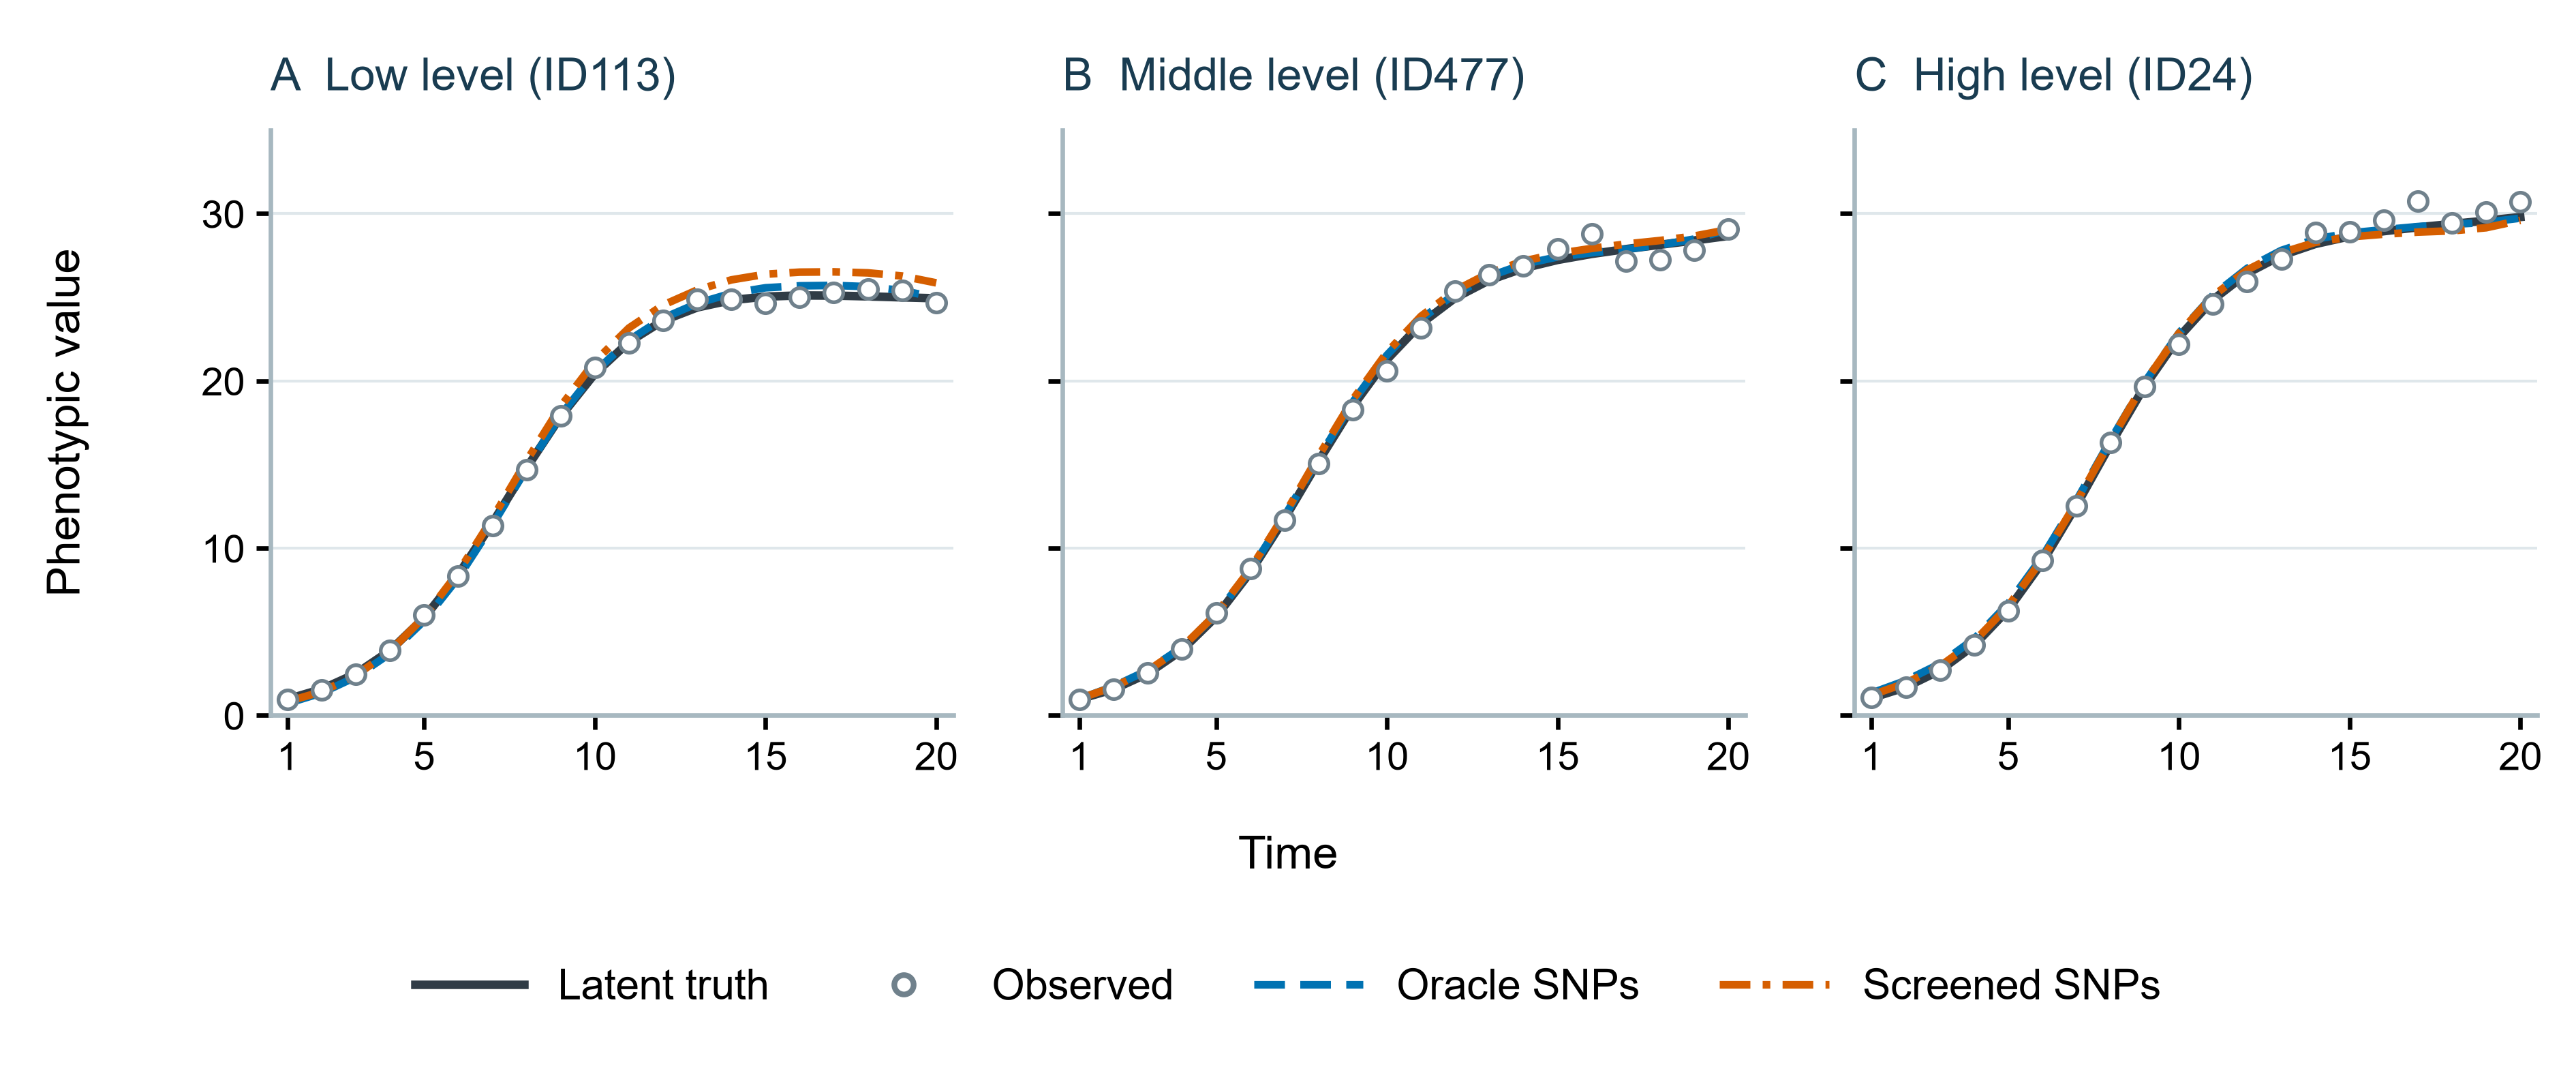 A Low level (ID113)
B Middle level (ID477)
C High level (ID24)
Phenotypic value
30
20
10
0
1 5 10 15 20
1 5 10 15 20
1 5 10 15 20
Time
Latent truth
Observed
Oracle SNPs
Screened SNPs